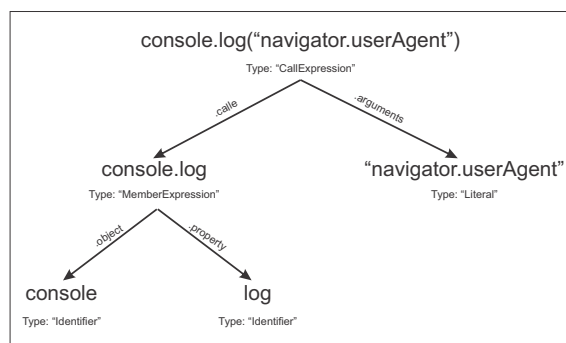 console.log(“navigator.userAgent”)
Type: “CallExpression”
.calle
.arguments
console.log
Type: “MemberExpression”
“navigator.userAgent”
Type: “Literal”
.object
.property
console
Type: “Identifier”
log
Type: “Identifier”